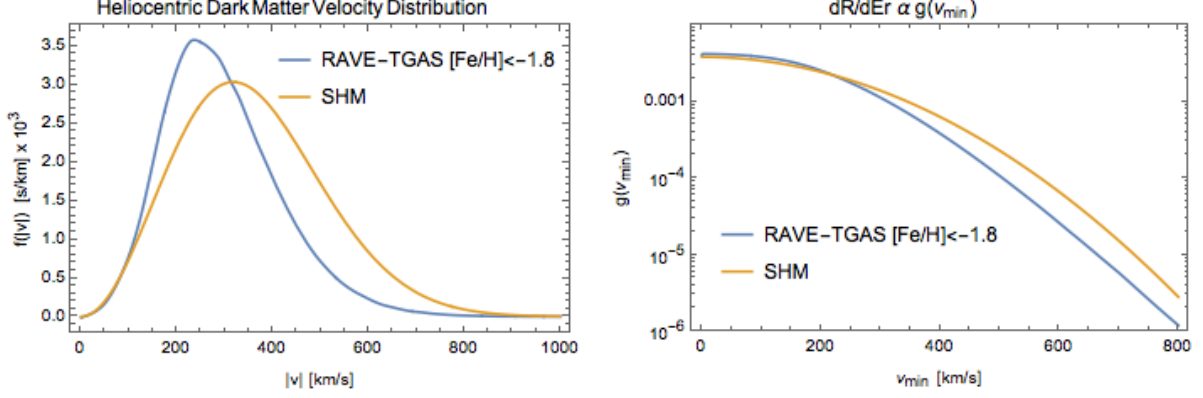 Heliocentric Dark Matter Velocity Distribution
3.5
3.0
2.5
2.0
1.5
1.0
0.5
0.0
f(|v|) [s/km] x 10³
RAVE-TGAS [Fe/H]<-1.8
SHM
0 200 400 600 800 1000
|v| [km/s]
dR/dEr α g(v_min)
0.001
10⁻⁴
10⁻⁵
10⁻⁶
g(v_min)
RAVE-TGAS [Fe/H]<-1.8
SHM
0 200 400 600 800
v_min [km/s]